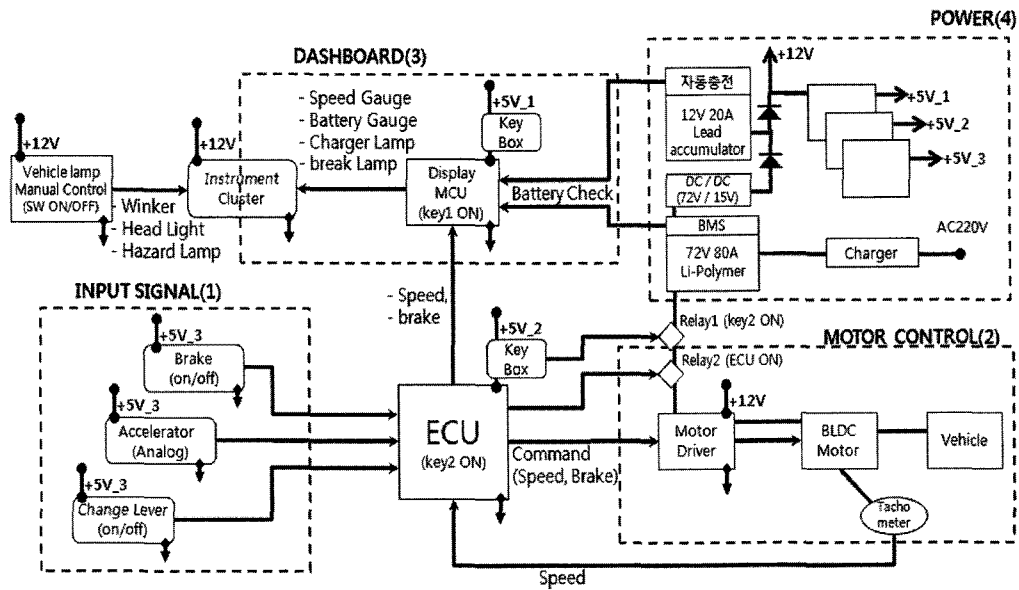 POWER(4)
DASHBOARD(3)
+12V
자동충전
12V 20A
Lead
accumulator
+5V_1
+5V_2
+5V_3
DC / DC
(72V / 15V)
BMS
72V 80A
Li-Polymer
Charger
AC220V
- Speed Gauge
- Battery Gauge
- Charger Lamp
- break Lamp
+5V_1
Key
Box
+12V
Vehicle lamp
Manual Control
(SW ON/OFF)
- Winker
- Head Light
- Hazard Lamp
+12V
Instrument
Cluster
Display
MCU
(key1 ON)
Battery Check
INPUT SIGNAL(1)
+5V_3
Brake
(on/off)
+5V_3
Accelerator
(Analog)
+5V_3
Change Lever
(on/off)
- Speed,
- brake
+5V_2
Key
Box
Relay1 (key2 ON)
Relay2 (ECU ON)
MOTOR CONTROL(2)
ECU
(key2 ON)
Command
(Speed, Brake)
+12V
Motor
Driver
BLDC
Motor
Vehicle
Tacho
meter
Speed